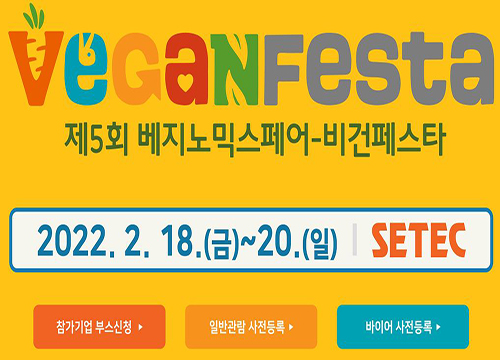 VeGaNFesta
제5회 베지노믹스페어-비건페스타
2022. 2. 18.(금)~20.(일) | SETEC
참가기업 부스신청 ▶
일반관람 사전등록 ▶
바이어 사전등록 ▶